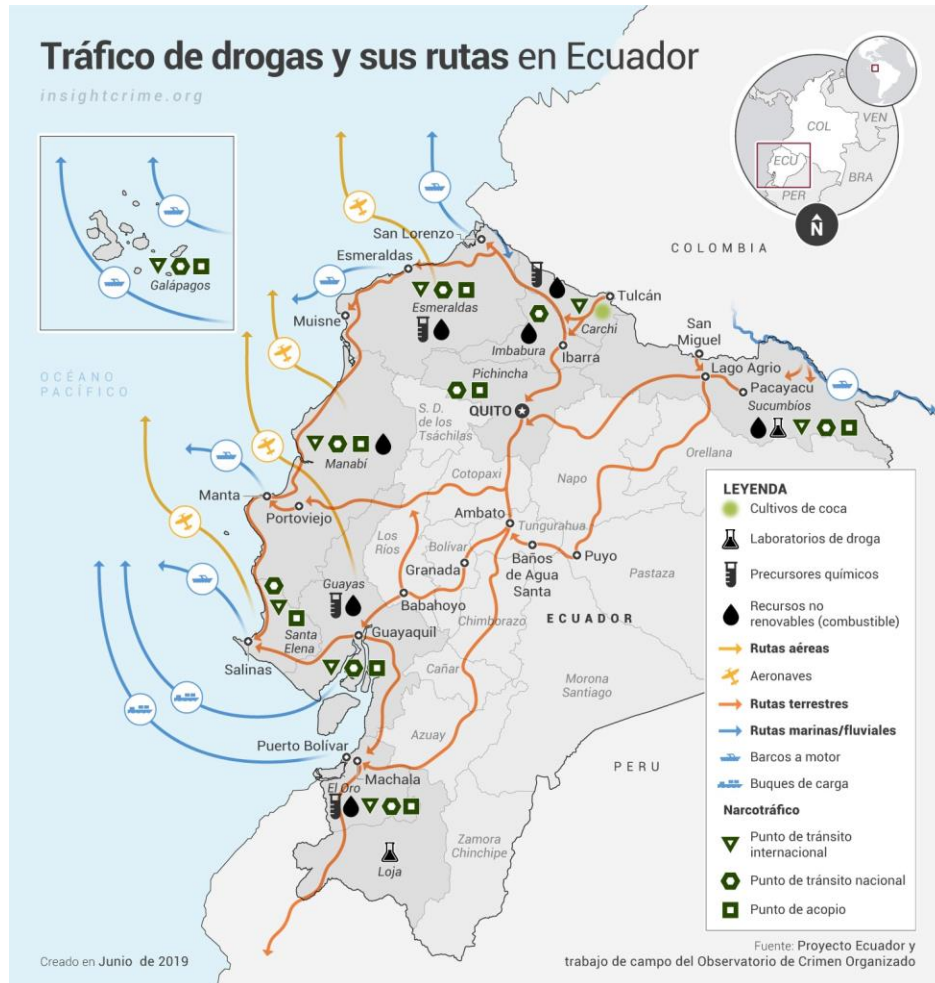 Tráfico de drogas y sus rutas en Ecuador
insightcrime.org
COL
VEN
ECU
BRA
PER
N
COLOMBIA
San Lorenzo
Esmeraldas
Galápagos
Tulcán
Muisne
Esmeraldas
Carchi
San
Miguel
Imbabura
Ibarra
Lago Agrio
OCÉANO
PACÍFICO
Pichincha
Pacayacu
QUITO
Sucumbíos
S. D.
de los
Tsáchilas
Orellana
Manabí
Cotopaxi
Napo
Manta
Portoviejo
Ambato
Tungurahua
Los
Ríos
Bolívar
Baños
de Agua
Santa
Puyo
Granada
Pastaza
Guayas
Babahoyo
Chimborazo
ECUADOR
Santa
Elena
Guayaquil
Salinas
Cañar
Morona
Santiago
Azuay
Puerto Bolívar
PERU
Machala
El Oro
Zamora
Chinchipe
Loja
LEYENDA
Cultivos de coca
Laboratorios de droga
Precursores químicos
Recursos no
renovables (combustible)
Rutas aéreas
Aeronaves
Rutas terrestres
Rutas marinas/fluviales
Barcos a motor
Buques de carga
Narcotráfico
Punto de tránsito
internacional
Punto de tránsito nacional
Punto de acopio
Creado en Junio de 2019
Fuente: Proyecto Ecuador y
trabajo de campo del Observatorio de Crimen Organizado